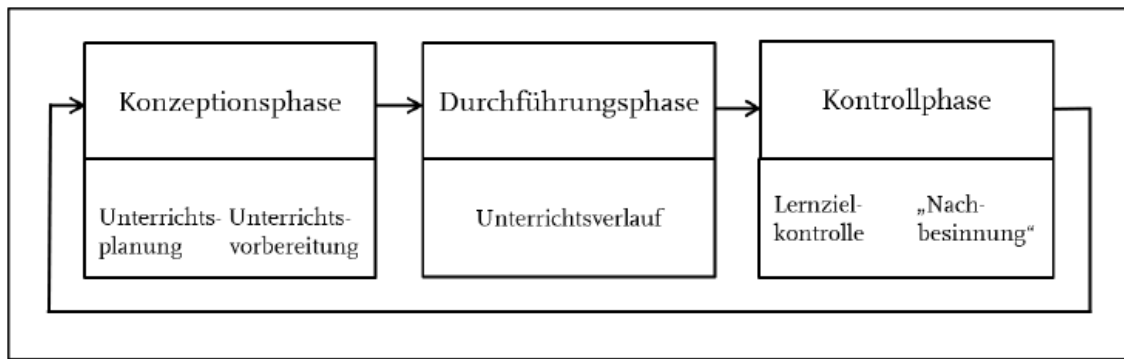 Konzeptionsphase
Durchführungsphase
Kontrollphase
Unterrichts-
planung
Unterrichts-
vorbereitung
Unterrichtsverlauf
Lernziel-
kontrolle
„Nach-
besinnung“